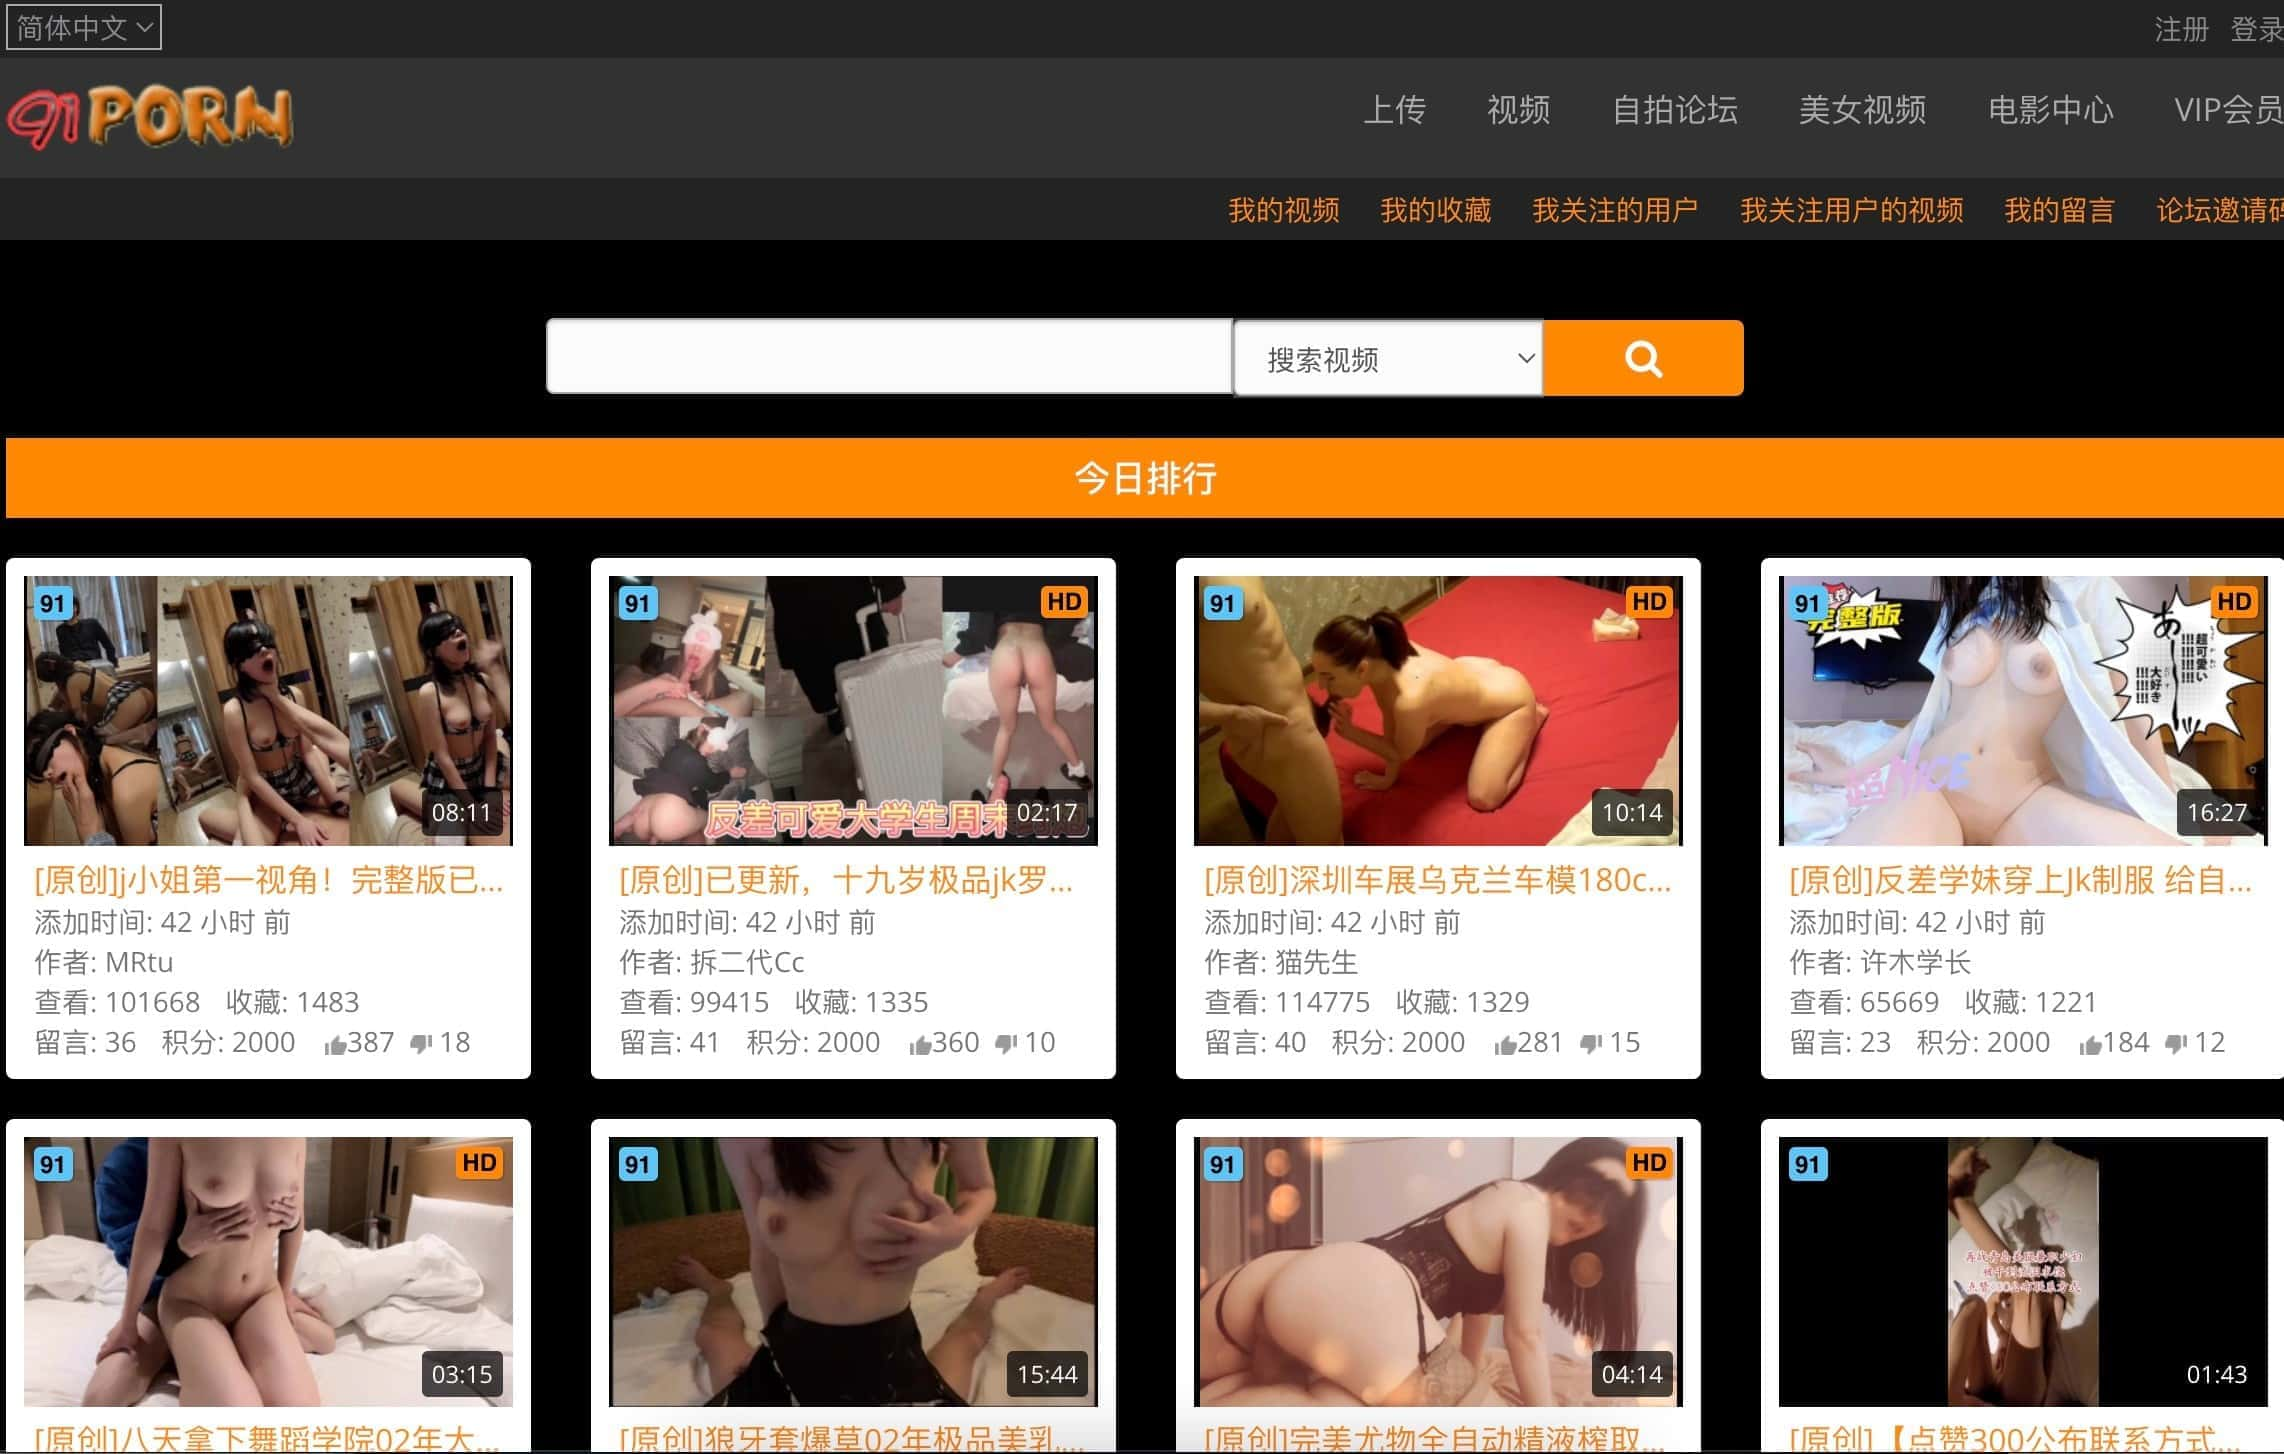 简体中文
注册 登录
91PORN
上传 视频 自拍论坛 美女视频 电影中心 VIP会员
我的视频 我的收藏 我关注的用户 我关注用户的视频 我的留言 论坛邀请码
搜索视频
今日排行
91
08:11
[原创]j小姐第一视角！完整版已...
添加时间: 42 小时 前
作者: MRtu
查看: 101668 收藏: 1483
留言: 36 积分: 2000 387 18
91 HD
反差可爱大学生周末
02:17
[原创]已更新，十九岁极品jk罗...
添加时间: 42 小时 前
作者: 拆二代Cc
查看: 99415 收藏: 1335
留言: 41 积分: 2000 360 10
91 HD
10:14
[原创]深圳车展乌克兰车模180c...
添加时间: 42 小时 前
作者: 猫先生
查看: 114775 收藏: 1329
留言: 40 积分: 2000 281 15
91 HD
完整版
あぁ
超可愛い
!!!!!!!!
大好き
!!!!!!
超NICE
16:27
[原创]反差学妹穿上Jk制服 给自...
添加时间: 42 小时 前
作者: 许木学长
查看: 65669 收藏: 1221
留言: 23 积分: 2000 184 12
91 HD
03:15
[原创]八天拿下舞蹈学院02年大...
91
15:44
[原创]狼牙套爆草02年极品美乳...
91 HD
04:14
[原创]完美尤物全自动精液榨取...
91
01:43
[原创]【点赞300公布联系方式...